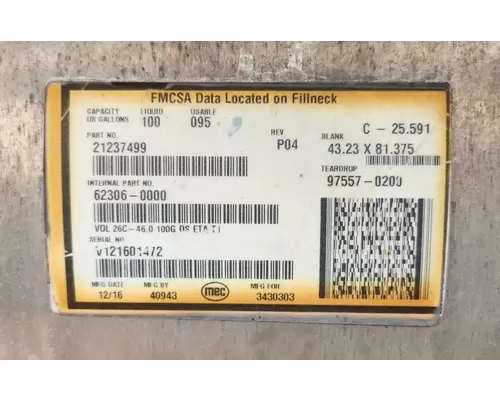 FMCSA Data Located on Fillneck
CAPACITY LIQUID USABLE
US GALLONS 100 095
C - 25.591
PART NO. REV BLANK
21237499 P04 43.23 X 81.375
TEARDROP
INTERNAL PART NO. 97557-0200
62306-0000
VOL 26C-46.0 100G DS ETA TI
SERIAL NO
V121601472
MFG DATE MFG BY MFG FOR
12/16 40943 mec 3430303